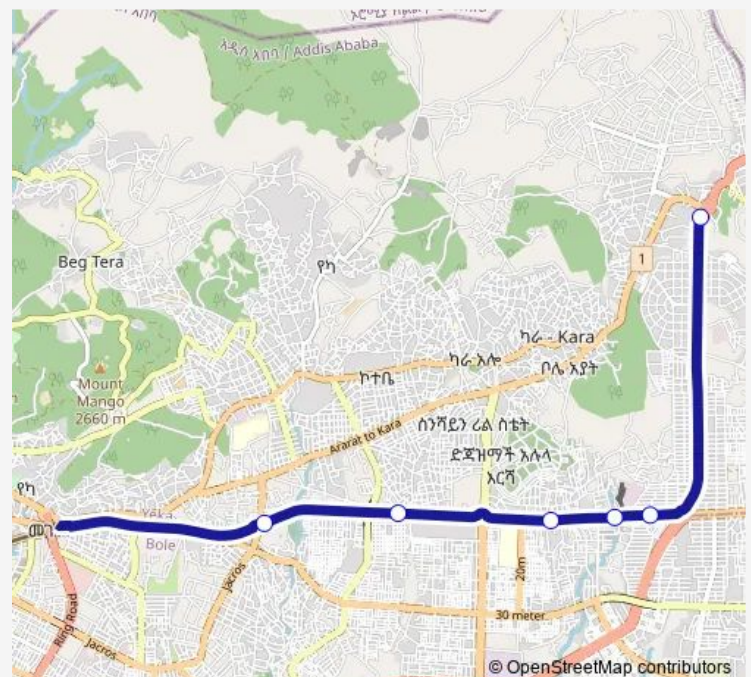 አዲስ አበባ / Addis Ababa
Beg Tera
የካ
1
Mount
Mango
2660 m
ካራ - Kara
ካራ አሎ
ቦሌ አያት
ኮተቤ
ሰንሻይን ሪል ስቴት
ድጃዝማች አሉላ
እርሻ
Ararat to Kara
የካ
መገ
Yeka
Bole
Jacros
20m
30 meter
Ring Road
Jacros
© OpenStreetMap contributors